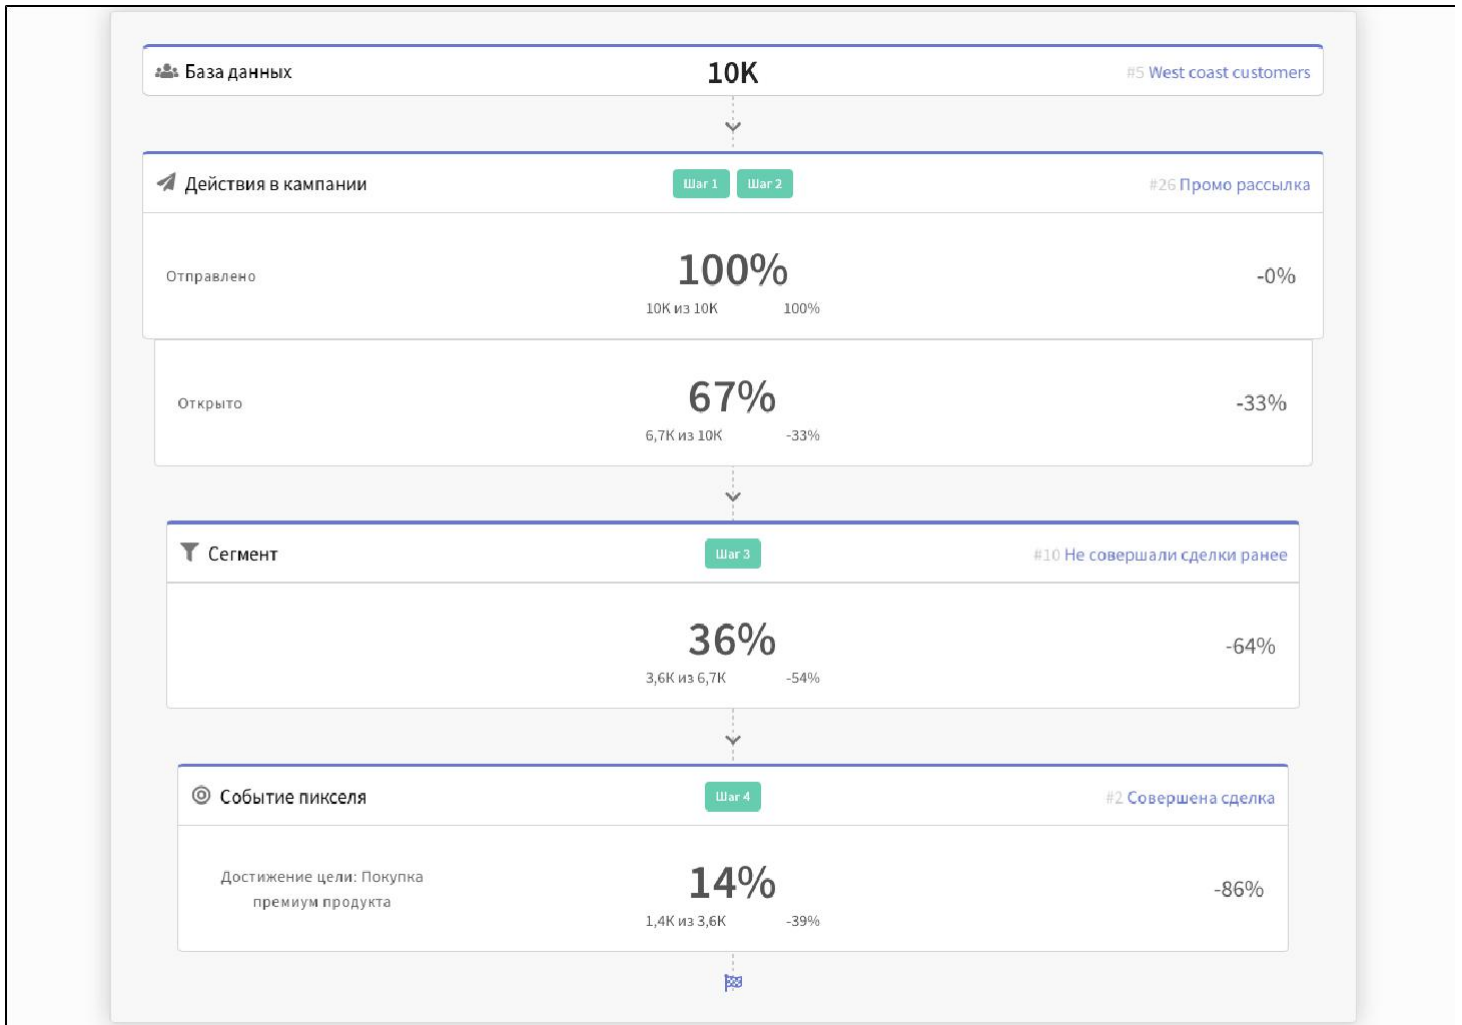 База данных 10K #5 West coast customers
Действия в кампании Шаг 1 Шаг 2 #26 Промо рассылка
Отправлено 100% -0%
10K из 10K 100%
Открыто 67% -33%
6,7K из 10K -33%
Сегмент Шаг 3 #10 Не совершали сделки ранее
36% -64%
3,6K из 6,7K -54%
Событие пикселя Шаг 4 #2 Совершена сделка
Достижение цели: Покупка
премиум продукта
14% -86%
1,4K из 3,6K -39%